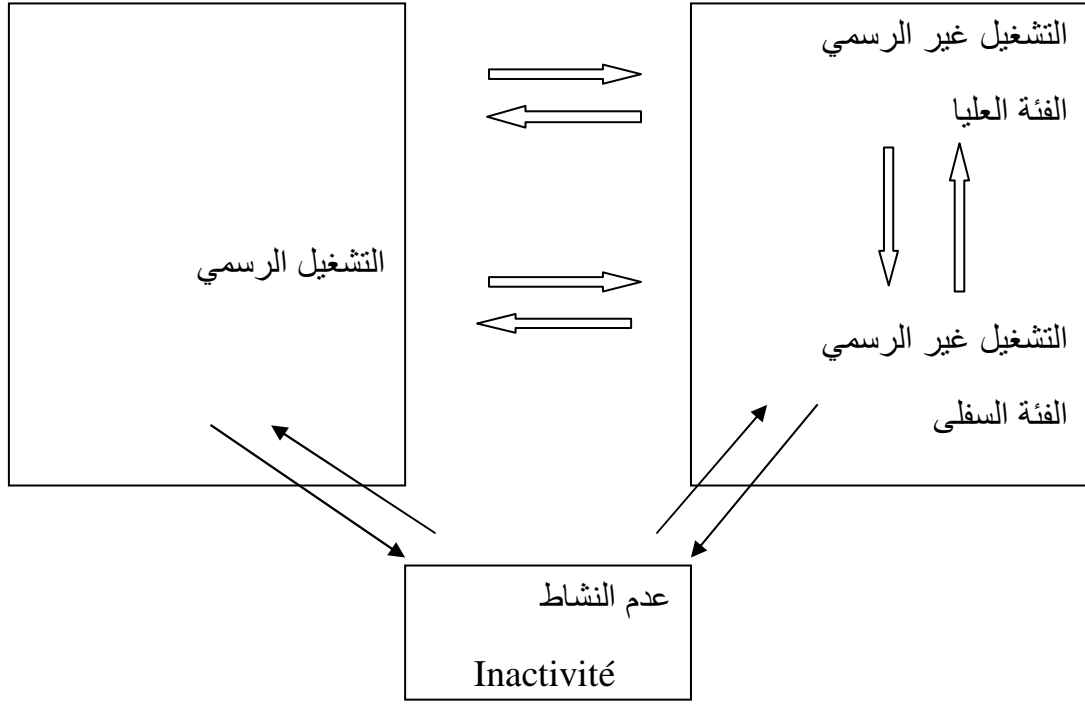 التشغيل غير الرسمي
الفئة العليا
التشغيل الرسمي
التشغيل غير الرسمي
الفئة السفلى
عدم النشاط
Inactivité